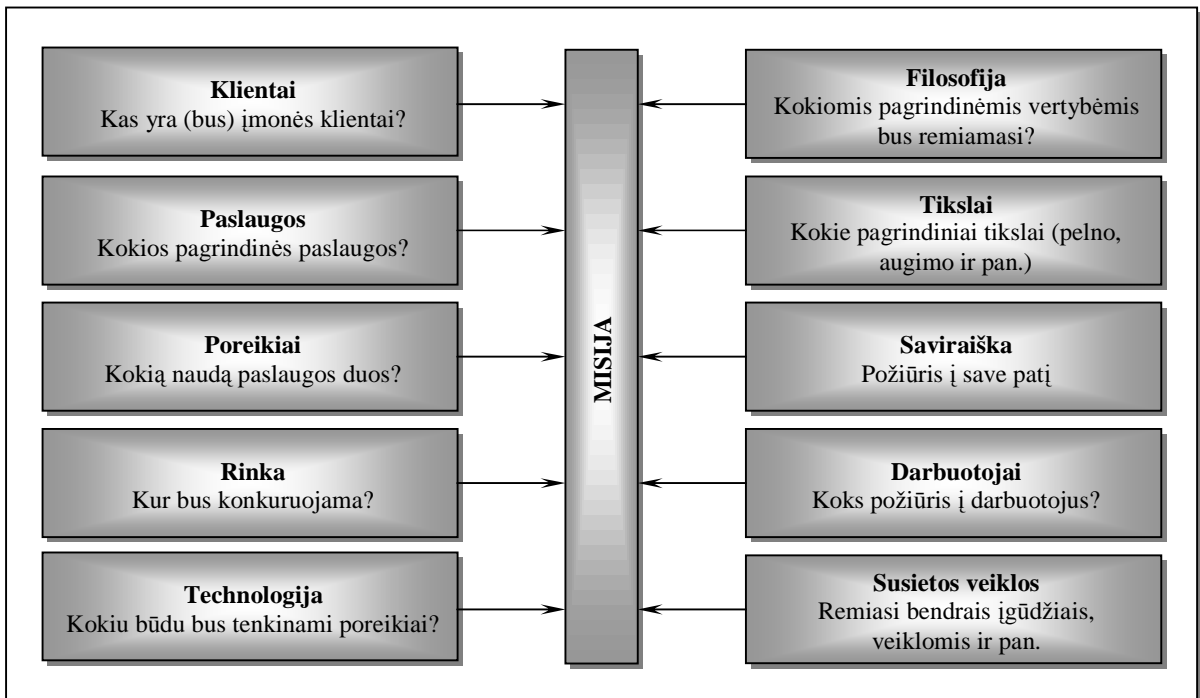 Klientai
Kas yra (bus) įmonės klientai?
Paslaugos
Kokios pagrindinės paslaugos?
Poreikiai
Kokią naudą paslaugos duos?
Rinka
Kur bus konkuruojama?
Technologija
Kokiu būdu bus tenkinami poreikiai?
MISIJA
Filosofija
Kokiomis pagrindinėmis vertybėmis
bus remiamasi?
Tikslai
Kokie pagrindiniai tikslai (pelno,
augimo ir pan.)
Saviraiška
Požiūris į save patį
Darbuotojai
Koks požiūris į darbuotojus?
Susietos veiklos
Remiasi bendrais įgūdžiais,
veiklomis ir pan.